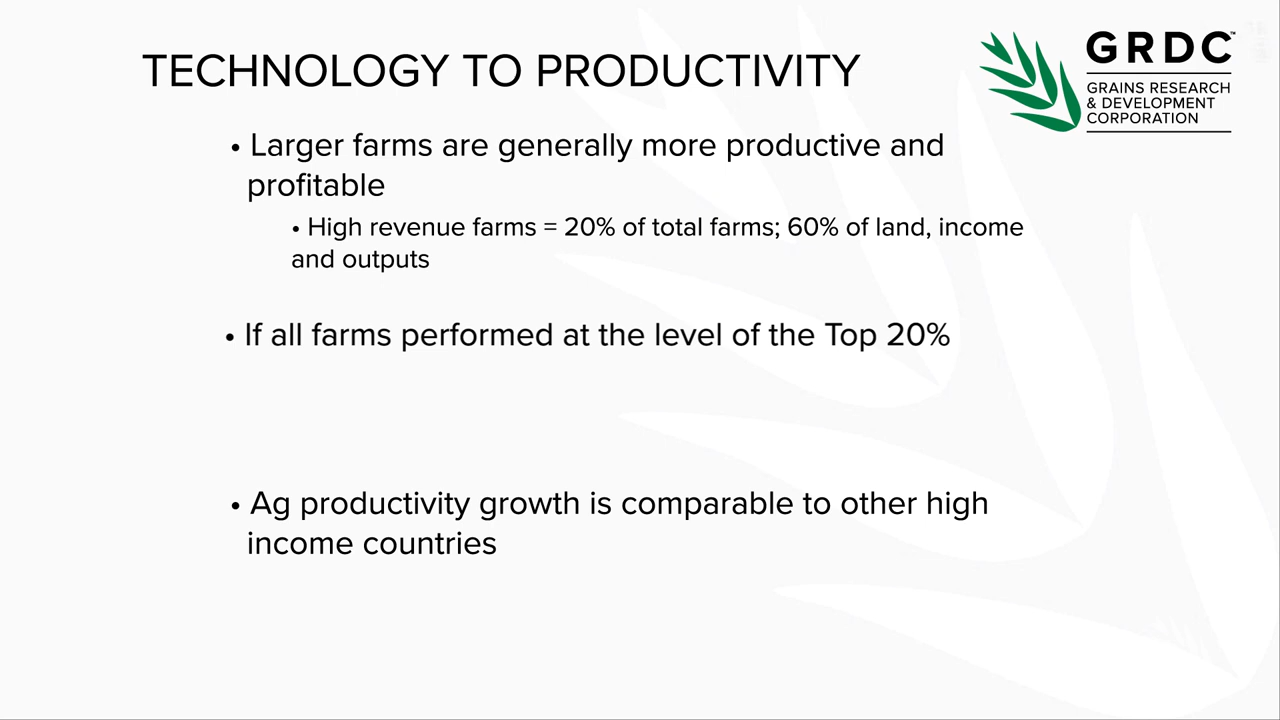 TECHNOLOGY TO PRODUCTIVITY
GRDC™
GRAINS RESEARCH
& DEVELOPMENT
CORPORATION
• Larger farms are generally more productive and
profitable
• High revenue farms = 20% of total farms; 60% of land, income
and outputs
• If all farms performed at the level of the Top 20%
• Ag productivity growth is comparable to other high
income countries